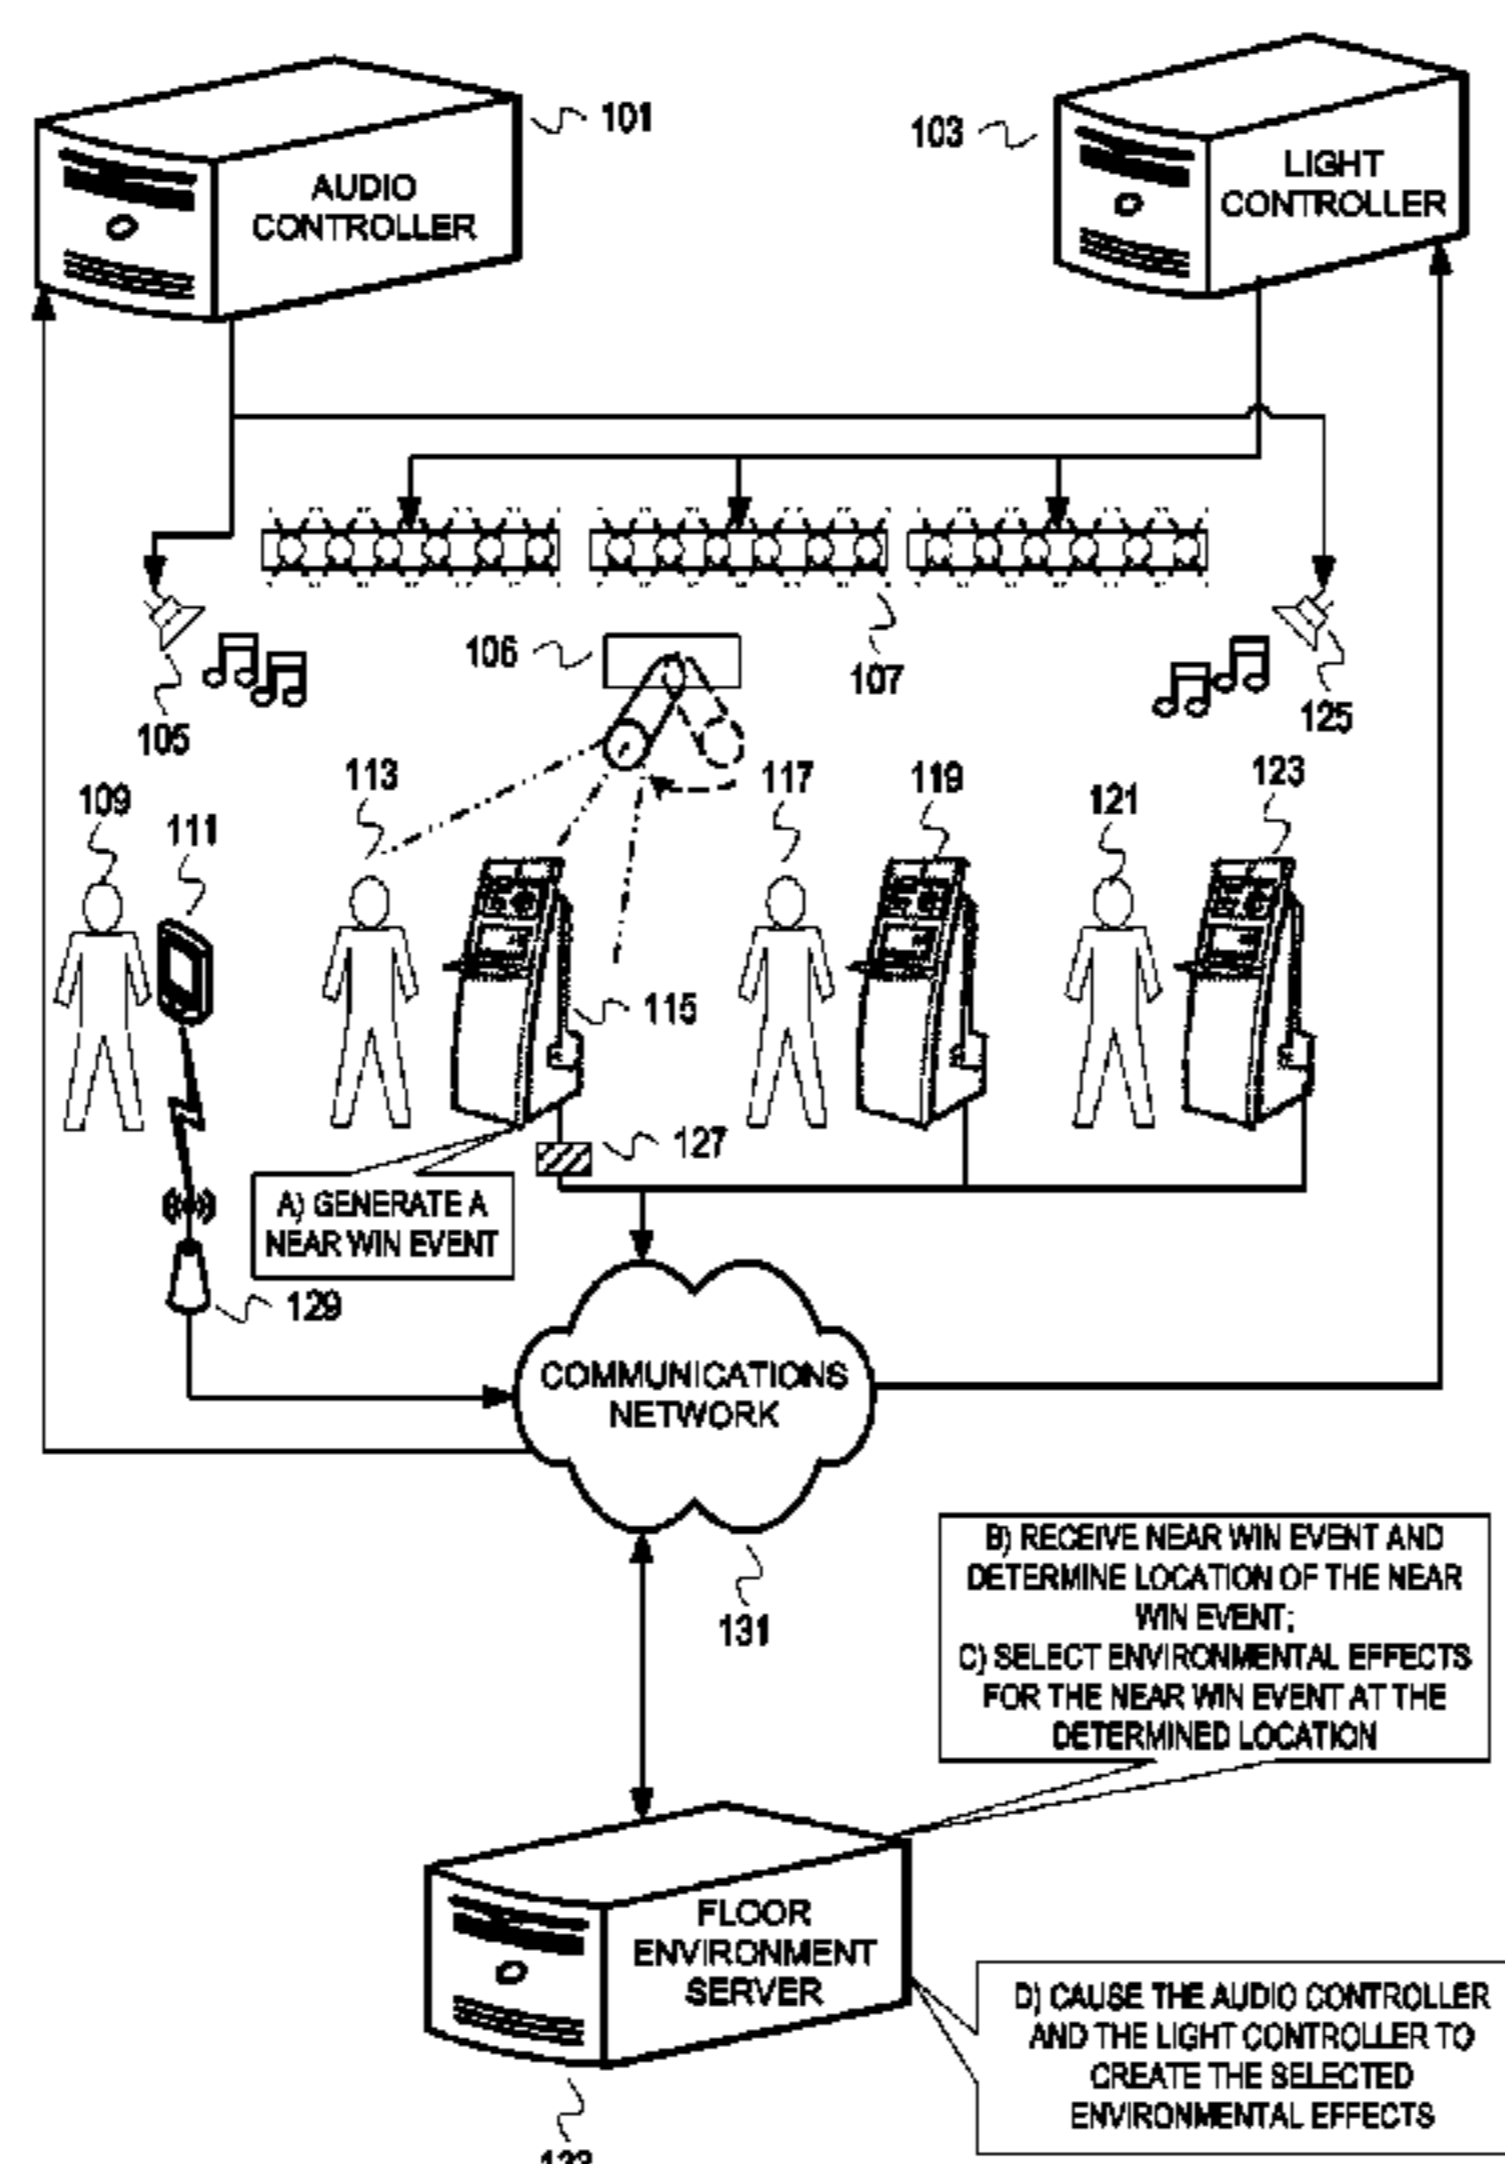 101
103
AUDIO
CONTROLLER
LIGHT
CONTROLLER
106
107
105
125
109
111
113
117
119
121
123
115
127
A) GENERATE A
NEAR WIN EVENT
129
COMMUNICATIONS
NETWORK
131
B) RECEIVE NEAR WIN EVENT AND
DETERMINE LOCATION OF THE NEAR
WIN EVENT;
C) SELECT ENVIRONMENTAL EFFECTS
FOR THE NEAR WIN EVENT AT THE
DETERMINED LOCATION
FLOOR
ENVIRONMENT
SERVER
D) CAUSE THE AUDIO CONTROLLER
AND THE LIGHT CONTROLLER TO
CREATE THE SELECTED
ENVIRONMENTAL EFFECTS